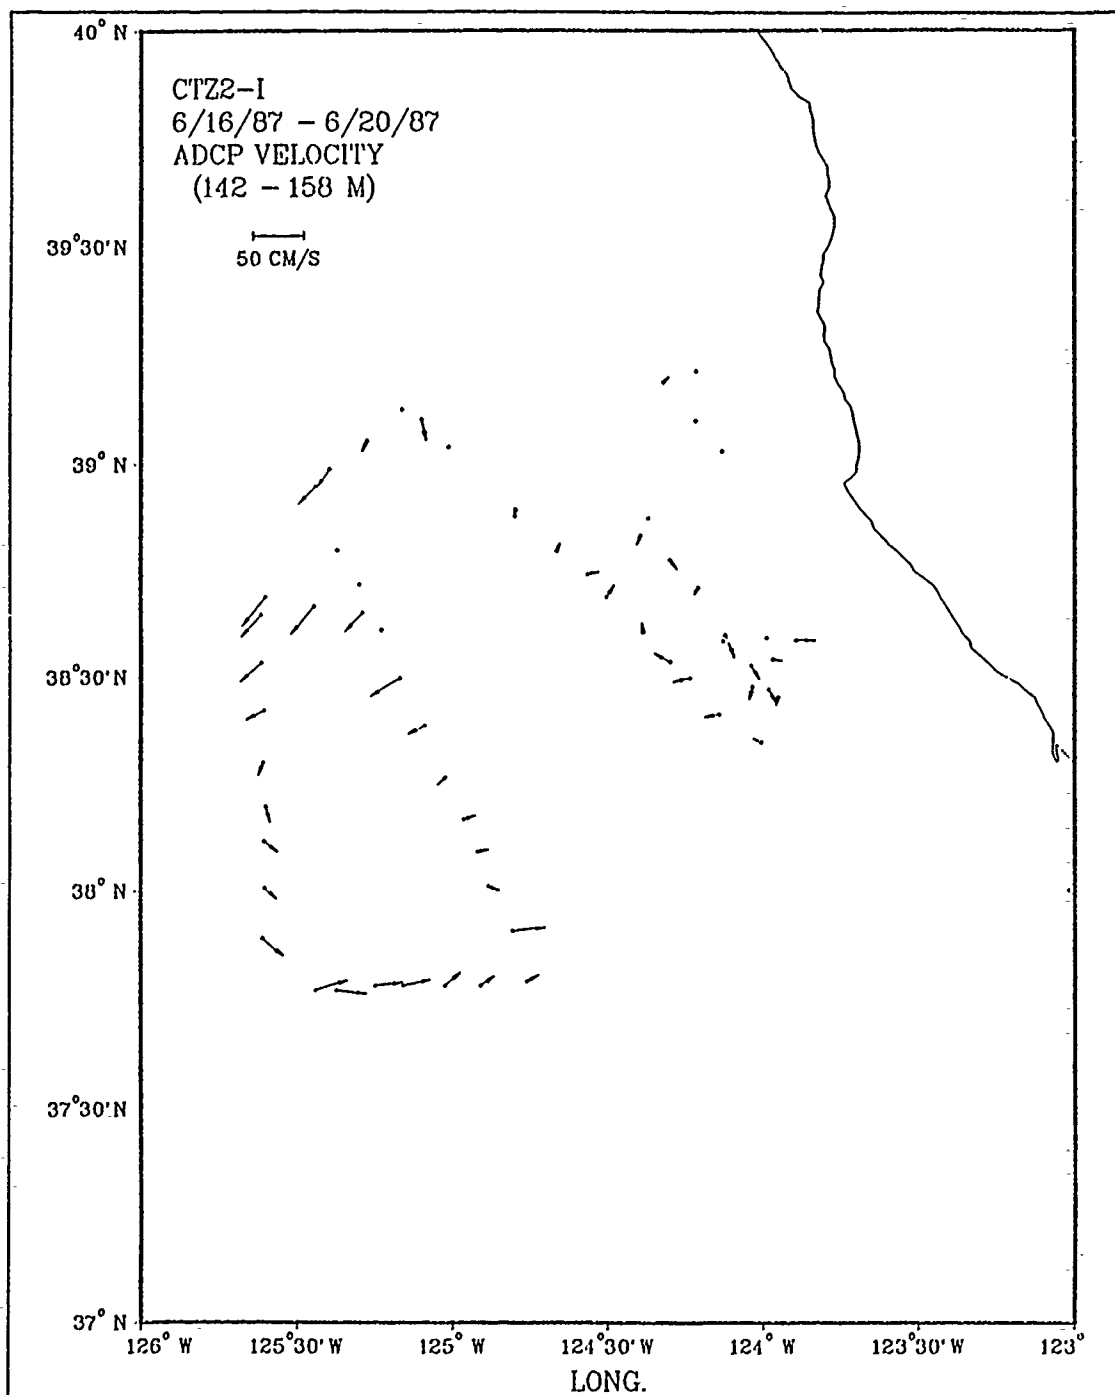 40° N
CTZ2-I
6/16/87 - 6/20/87
ADCP VELOCITY
(142 - 158 M)
39°30'N
50 CM/S
39° N
38°30'N
38° N
37°30'N
37° N
126° W 125°30'W 125° W 124°30'W 124° W 123°30'W 123°
LONG.